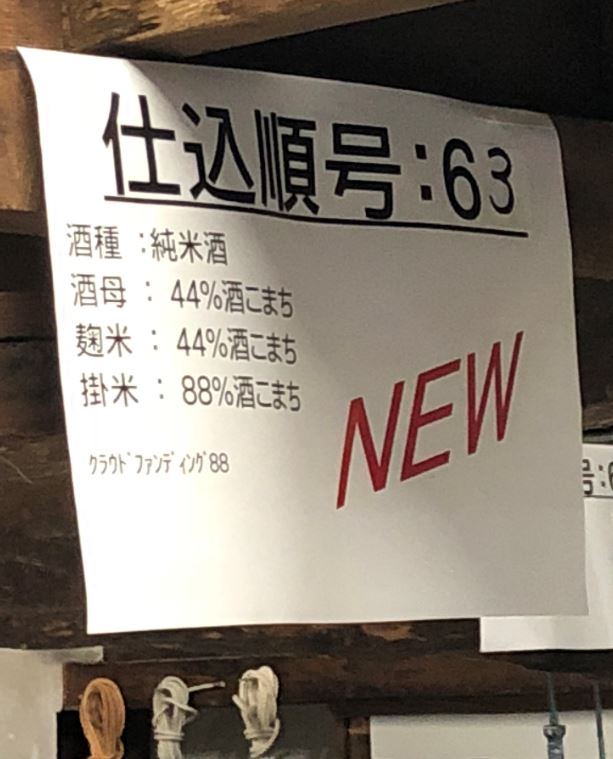 仕込順号:63
酒種 :純米酒
酒母 : 44%酒こまち
麹米 : 44%酒こまち
掛米 : 88%酒こまち
NEW
クラウドファンディング88
号:6